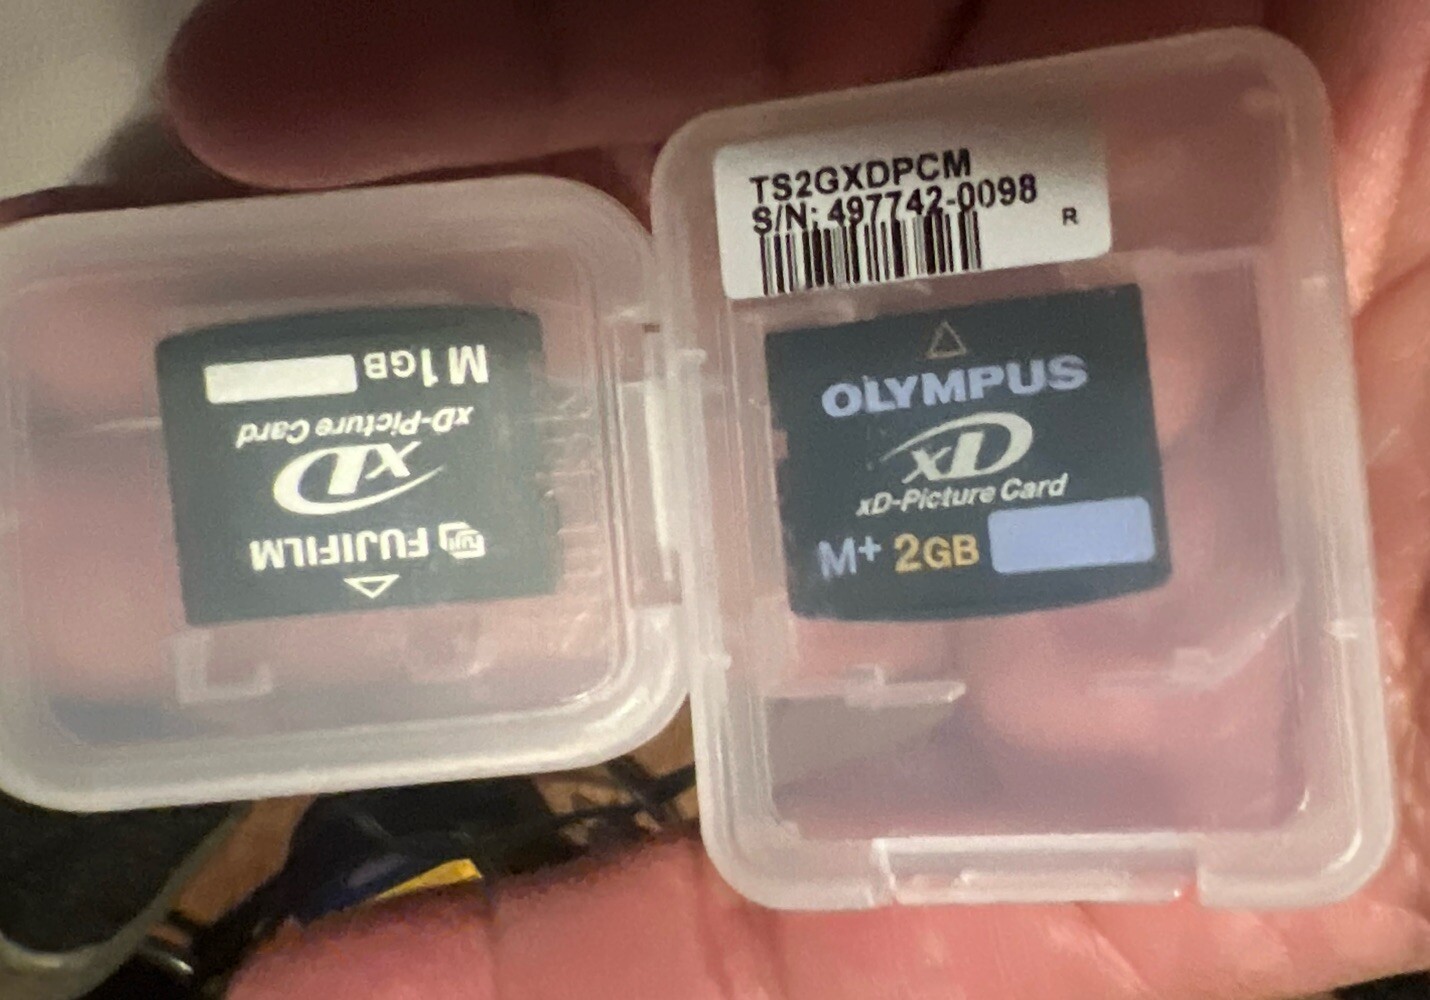 FUJIFILM
xD
xD-Picture Card
M 1GB
TS2GXDPCM
S/N: 497742-0098
R
OLYMPUS
xD
xD-Picture Card
M+ 2GB